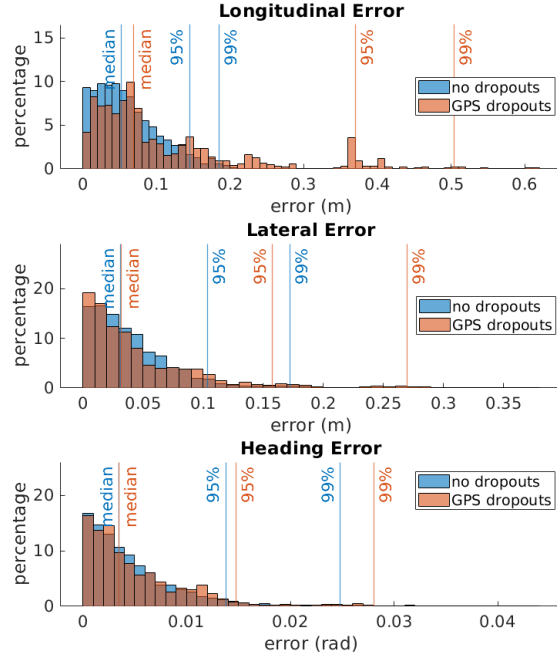 Longitudinal Error
percentage
15
10
5
0
median
median
95%
99%
95%
99%
no dropouts
GPS dropouts
0
0.1
0.2
0.3
0.4
0.5
0.6
error (m)
Lateral Error
percentage
20
10
0
median
median
95%
95%
99%
99%
no dropouts
GPS dropouts
0
0.05
0.1
0.15
0.2
0.25
0.3
0.35
error (m)
Heading Error
percentage
20
10
0
median
median
95%
95%
99%
99%
no dropouts
GPS dropouts
0
0.01
0.02
0.03
0.04
error (rad)